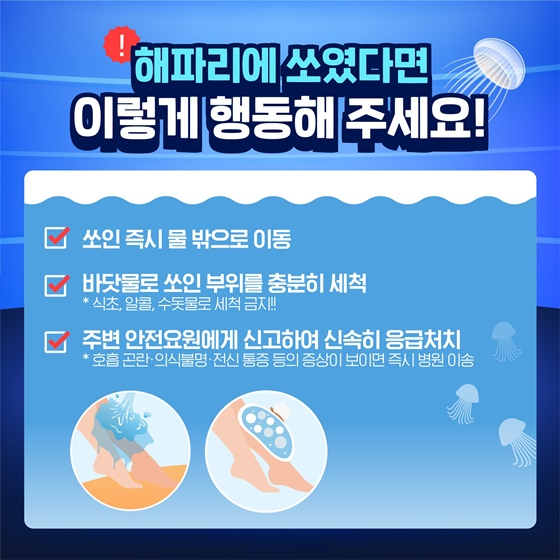 !
해파리에 쏘였다면
이렇게 행동해 주세요!
쏘인 즉시 물 밖으로 이동
바닷물로 쏘인 부위를 충분히 세척
* 식초, 알콜, 수돗물로 세척 금지!!
주변 안전요원에게 신고하여 신속히 응급처치
* 호흡 곤란·의식불명·전신 통증 등의 증상이 보이면 즉시 병원 이송